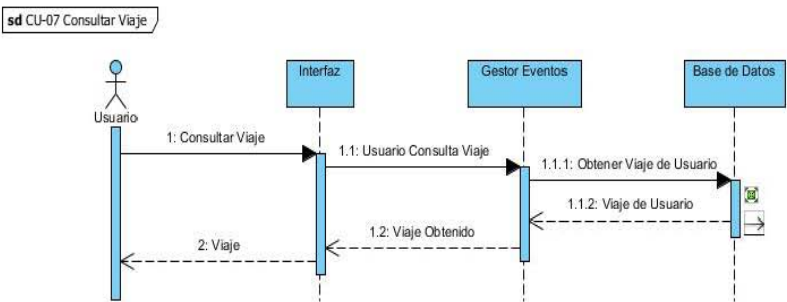 sd CU-07 Consultar Viaje
Interfaz
Gestor Eventos
Base de Datos
Usuario
1: Consultar Viaje
1.1: Usuario Consulta Viaje
1.1.1: Obtener Viaje de Usuario
1.1.2: Viaje de Usuario
1.2: Viaje Obtenido
2: Viaje